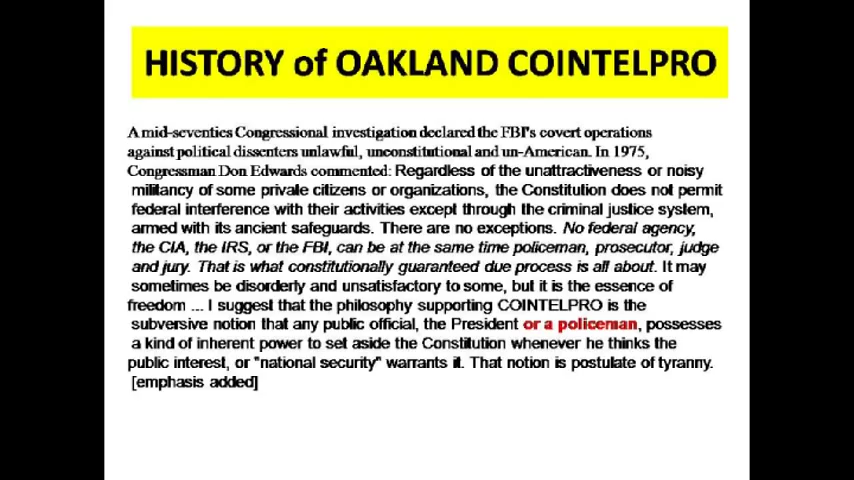 HISTORY of OAKLAND COINTELPRO
A mid-seventies Congressional investigation declared the FBI's covert operations
against political dissenters unlawful, unconstitutional and un-American. In 1975,
Congressman Don Edwards commented: Regardless of the unattractiveness or noisy
militancy of some private citizens or organizations, the Constitution does not permit
federal interference with their activities except through the criminal justice system,
armed with its ancient safeguards. There are no exceptions. No federal agency,
the CIA, the IRS, or the FBI, can be at the same time policeman, prosecutor, judge
and jury. That is what constitutionally guaranteed due process is all about. It may
sometimes be disorderly and unsatisfactory to some, but it is the essence of
freedom ... I suggest that the philosophy supporting COINTELPRO is the
subversive notion that any public official, the President or a policeman, possesses
a kind of inherent power to set aside the Constitution whenever he thinks the
public interest, or "national security" warrants it. That notion is postulate of tyranny.
[emphasis added]